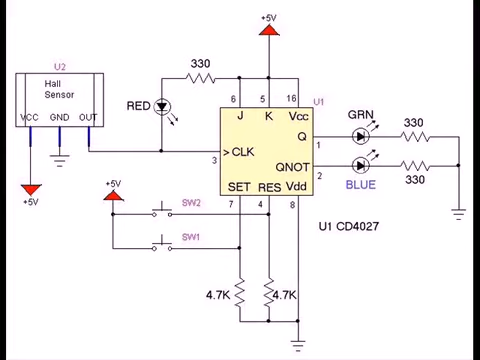 +5V
U2
330
Hall
Sensor
VCC GND OUT
RED
6 5 16 U1
J K Vcc
GRN
330
Q 1
3 > CLK
QNOT 2
BLUE
330
+5V
+5V
SET RES Vdd
7 4 8
SW2
U1 CD4027
SW1
4.7K 4.7K